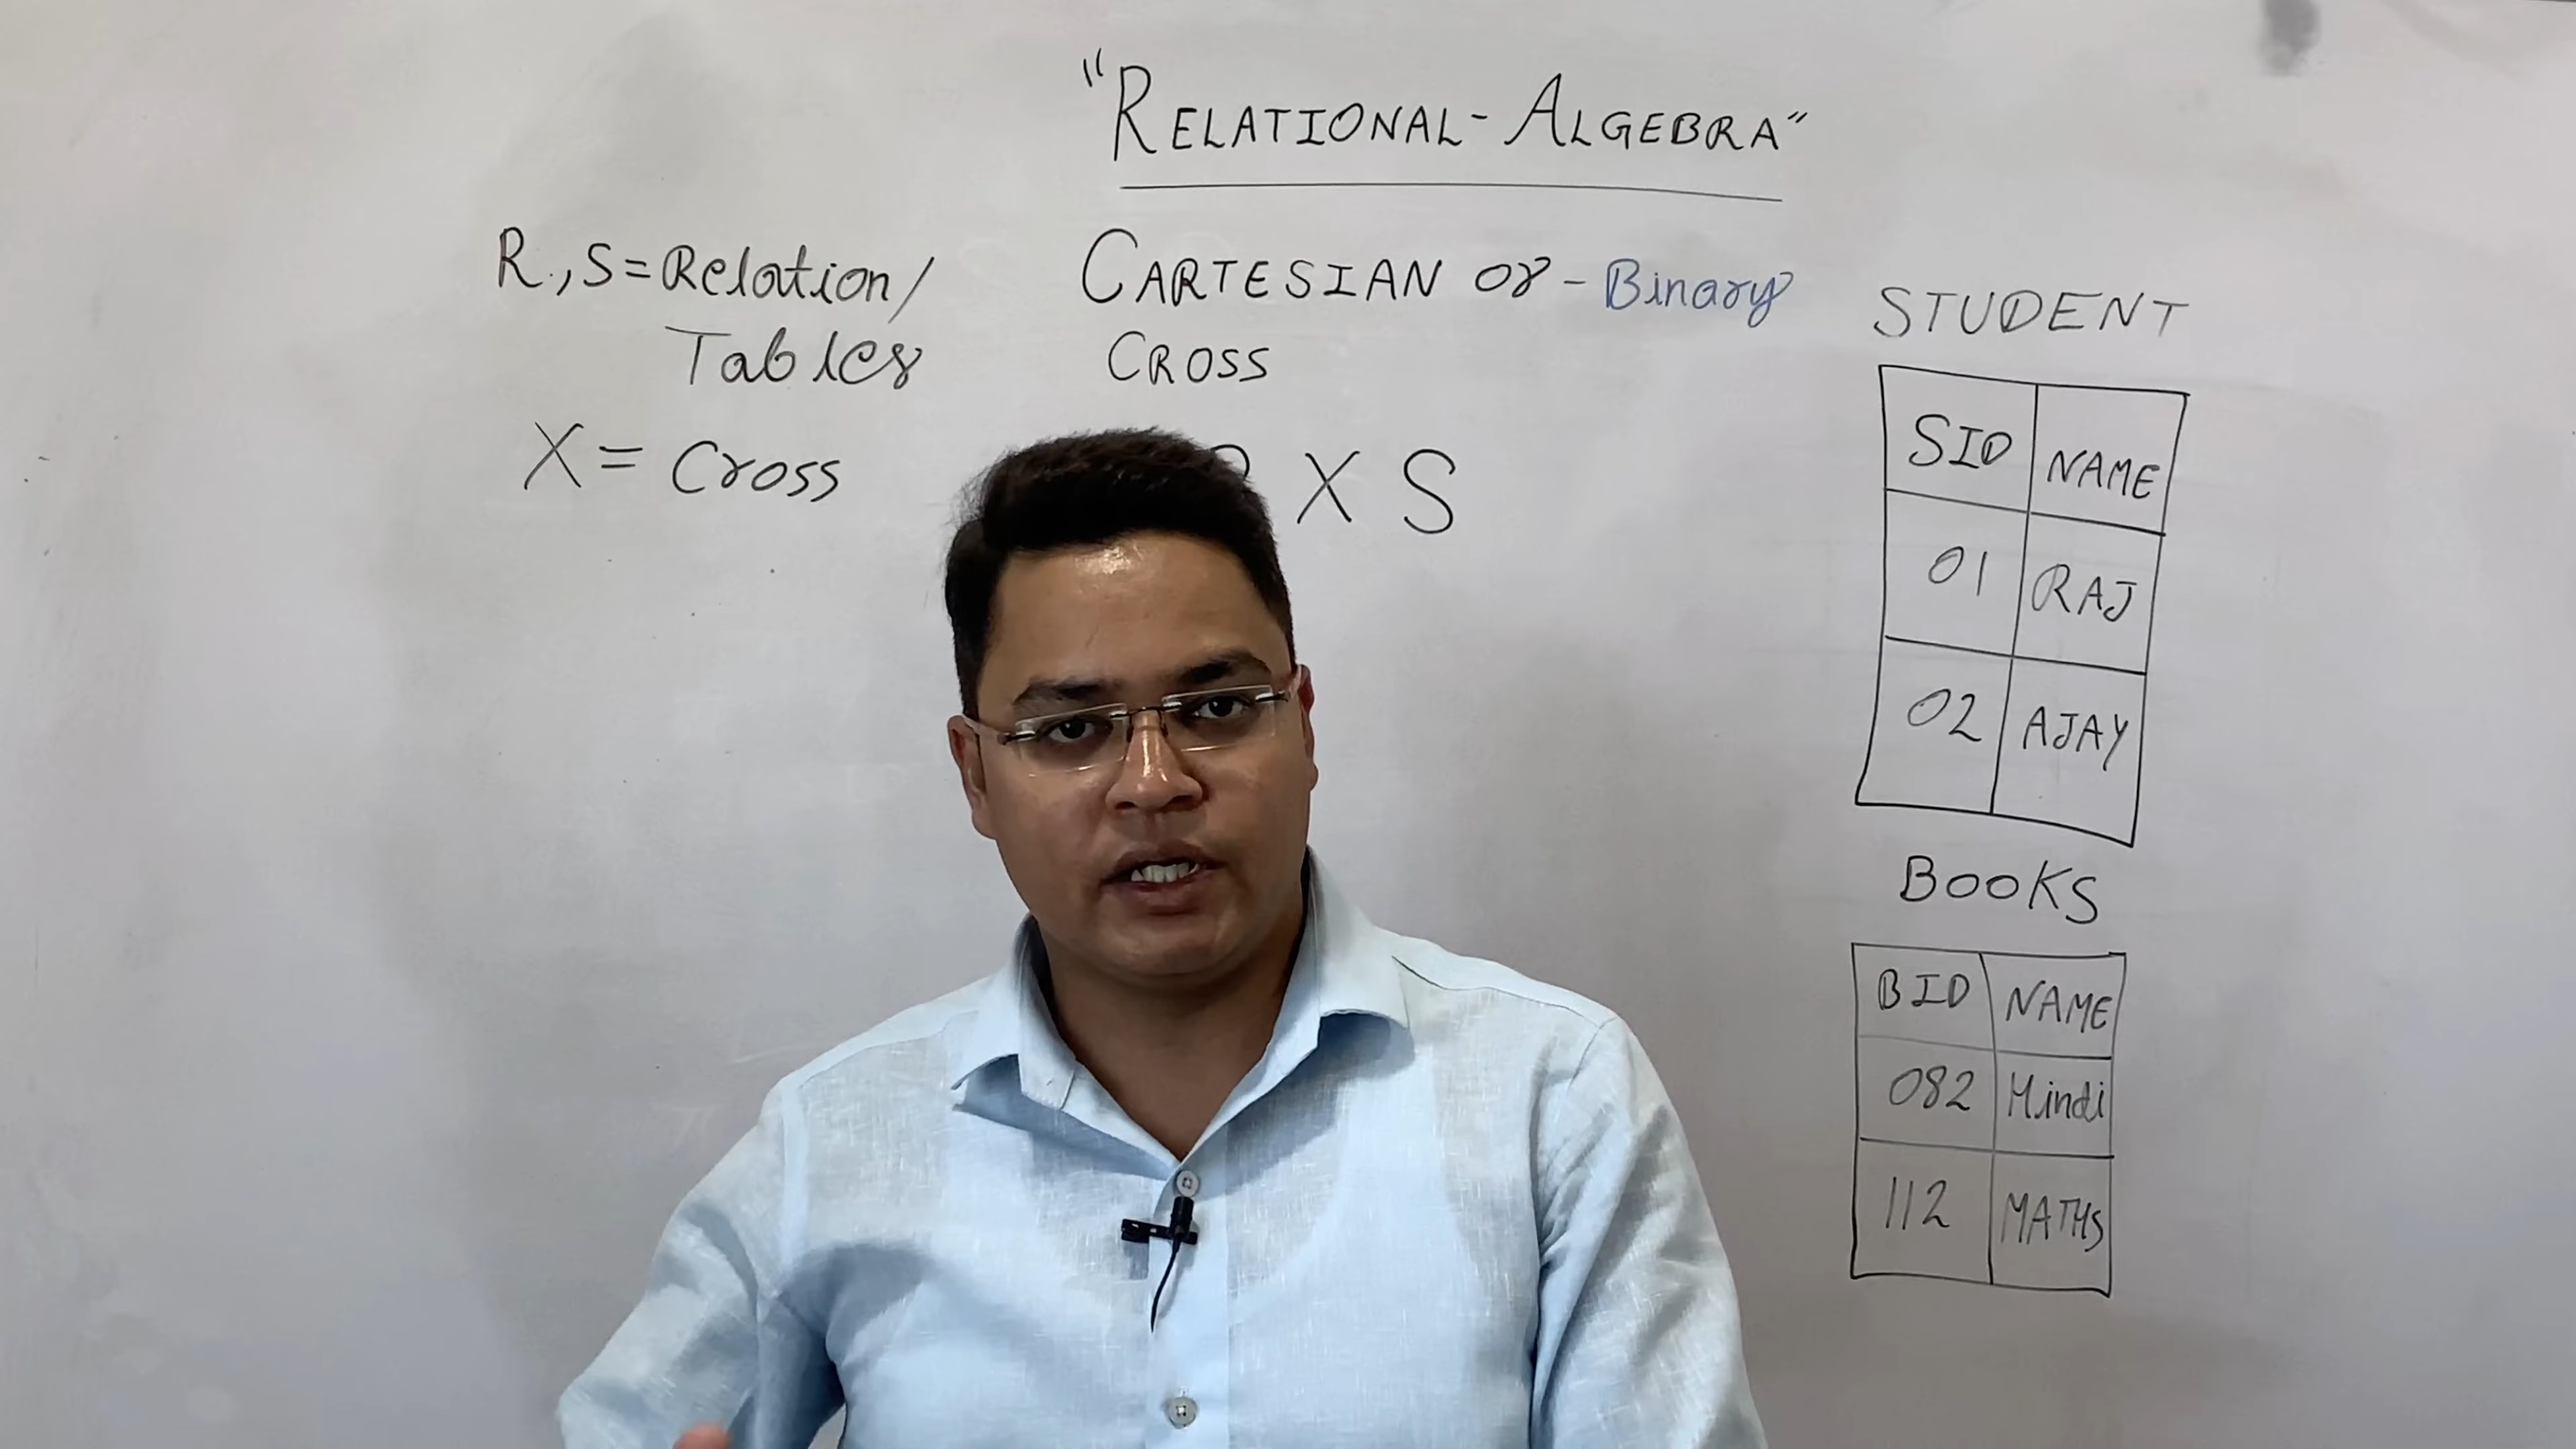 "RELATIONAL-ALGEBRA"
R, S = Relation/
Tables
X = Cross
CARTESIAN or - Binary
CROSS
X S
STUDENT
SID NAME
01 RAJ
02 AJAY
BOOKS
BID NAME
082 Hindi
112 MATHS